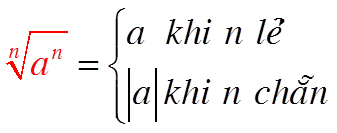 ⁿ√aⁿ = { a khi n lẻ
|a| khi n chẵn